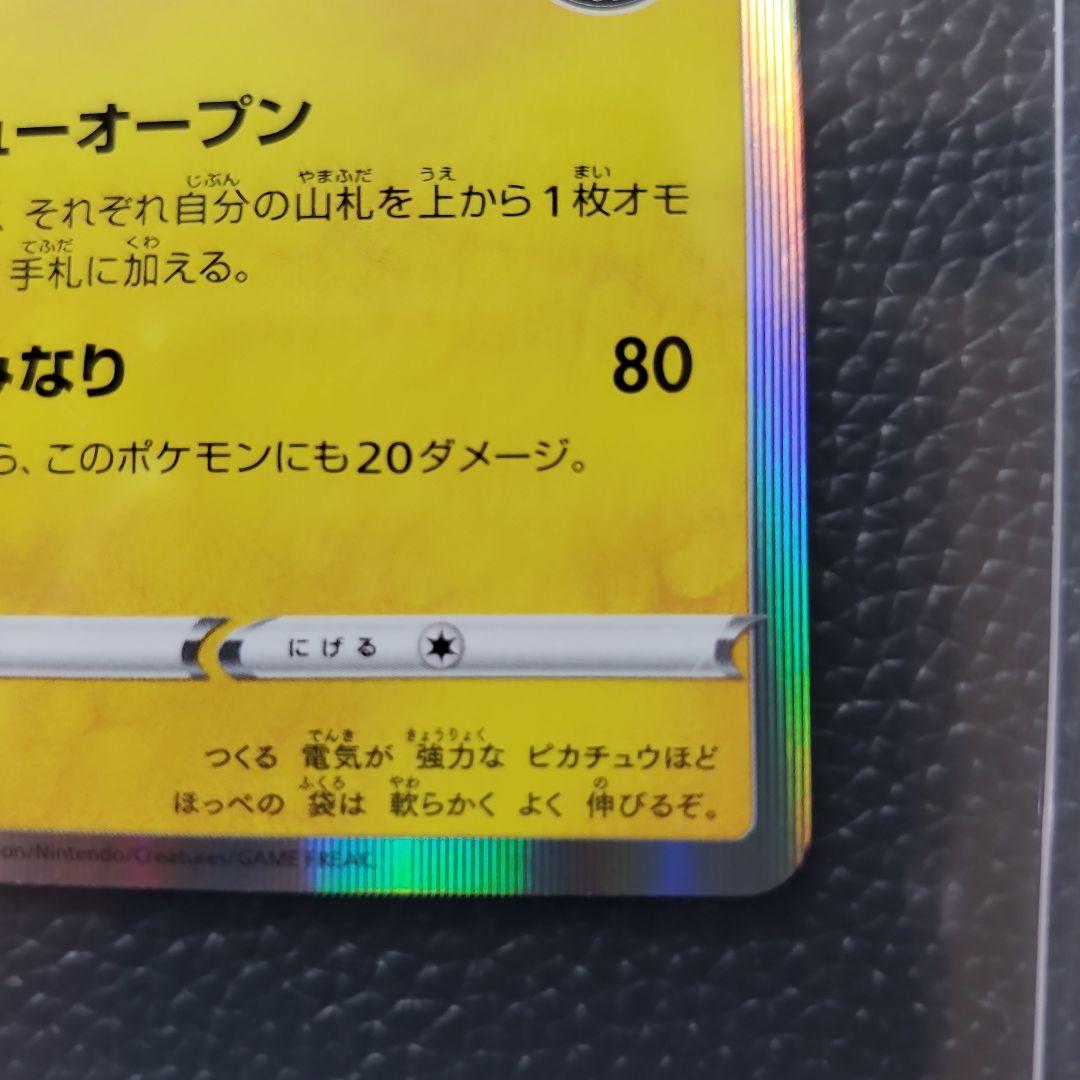 ューオープン
、それぞれ自分の山札を上から1枚オモ
手札に加える。
みなり 80
ら、このポケモンにも20ダメージ。
にげる
つくる 電気が 強力な ピカチュウほど
ほっぺの 袋は 軟らかく よく 伸びるぞ。
on/Nintendo/Creatures/GAME FREAK.